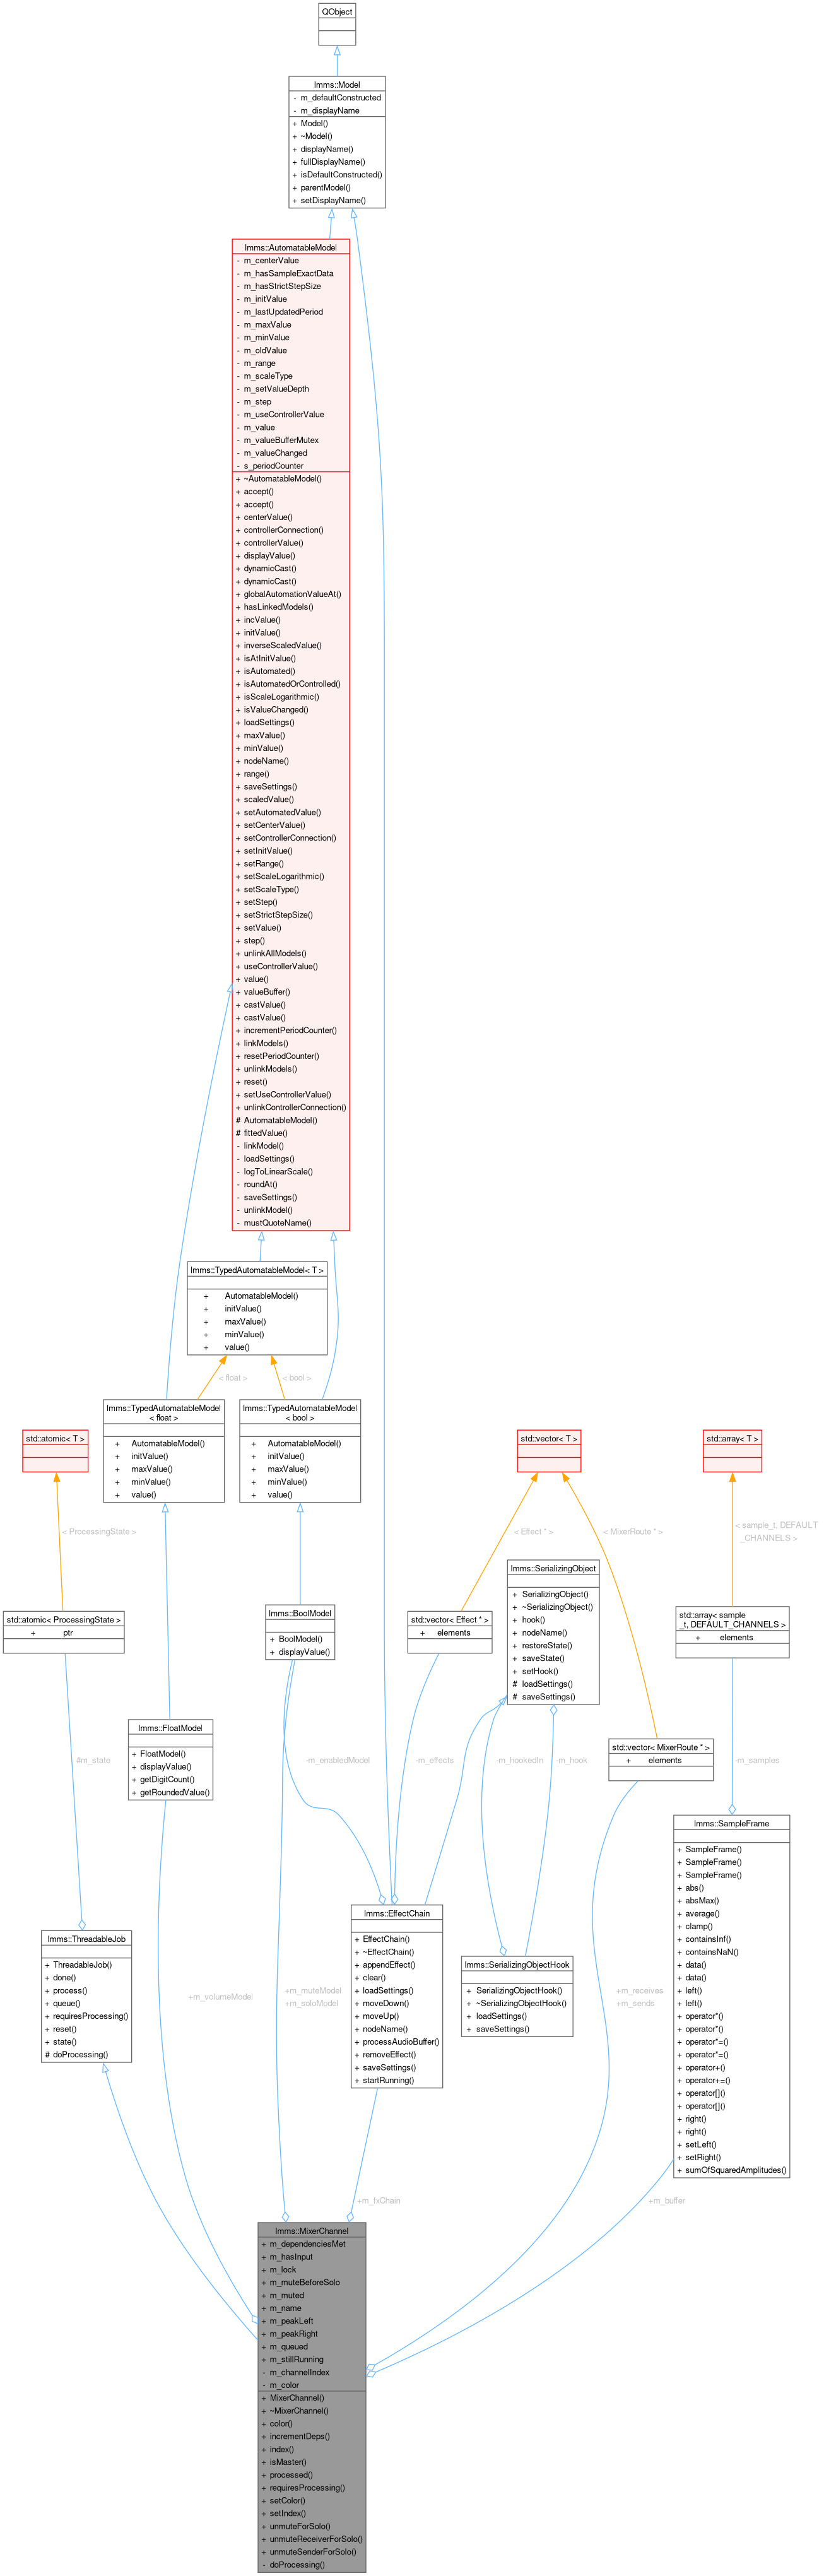 QObject
lmms::Model
- m_defaultConstructed
- m_displayName
+ Model()
+ ~Model()
+ displayName()
+ fullDisplayName()
+ isDefaultConstructed()
+ parentModel()
+ setDisplayName()
lmms::AutomatableModel
- m_centerValue
- m_hasSampleExactData
- m_hasStrictStepSize
- m_initValue
- m_lastUpdatedPeriod
- m_maxValue
- m_minValue
- m_oldValue
- m_range
- m_scaleType
- m_setValueDepth
- m_step
- m_useControllerValue
- m_value
- m_valueBufferMutex
- m_valueChanged
- s_periodCounter
+ ~AutomatableModel()
+ accept()
+ accept()
+ centerValue()
+ controllerConnection()
+ controllerValue()
+ displayValue()
+ dynamicCast()
+ dynamicCast()
+ globalAutomationValueAt()
+ hasLinkedModels()
+ incValue()
+ initValue()
+ inverseScaledValue()
+ isAtInitValue()
+ isAutomated()
+ isAutomatedOrControlled()
+ isScaleLogarithmic()
+ isValueChanged()
+ loadSettings()
+ maxValue()
+ minValue()
+ nodeName()
+ range()
+ saveSettings()
+ scaledValue()
+ setAutomatedValue()
+ setCenterValue()
+ setControllerConnection()
+ setInitValue()
+ setRange()
+ setScaleLogarithmic()
+ setScaleType()
+ setStep()
+ setStrictStepSize()
+ setValue()
+ step()
+ unlinkAllModels()
+ useControllerValue()
+ value()
+ valueBuffer()
+ castValue()
+ castValue()
+ incrementPeriodCounter()
+ linkModels()
+ resetPeriodCounter()
+ unlinkModels()
+ reset()
+ setUseControllerValue()
+ unlinkControllerConnection()
# AutomatableModel()
# fittedValue()
- linkModel()
- loadSettings()
- logToLinearScale()
- roundAt()
- saveSettings()
- unlinkModel()
- mustQuoteName()
lmms::TypedAutomatableModel< T >
+ AutomatableModel()
+ initValue()
+ maxValue()
+ minValue()
+ value()
< float >
< bool >
lmms::TypedAutomatableModel
< float >
+ AutomatableModel()
+ initValue()
+ maxValue()
+ minValue()
+ value()
lmms::TypedAutomatableModel
< bool >
+ AutomatableModel()
+ initValue()
+ maxValue()
+ minValue()
+ value()
std::atomic< T >
std::vector< T >
std::array< T >
< ProcessingState >
< Effect * >
< MixerRoute * >
< sample_t, DEFAULT
_CHANNELS >
std::atomic< ProcessingState >
+ ptr
lmms::BoolModel
+ BoolModel()
+ displayValue()
std::vector< Effect * >
+ elements
lmms::SerializingObject
+ SerializingObject()
+ ~SerializingObject()
+ hook()
+ nodeName()
+ restoreState()
+ saveState()
+ setHook()
# loadSettings()
# saveSettings()
std::array< sample
_t, DEFAULT_CHANNELS >
+ elements
lmms::FloatModel
+ FloatModel()
+ displayValue()
+ getDigitCount()
+ getRoundedValue()
std::vector< MixerRoute * >
+ elements
#m_state
-m_enabledModel
-m_effects
-m_hookedIn
-m_hook
-m_samples
lmms::SampleFrame
+ SampleFrame()
+ SampleFrame()
+ SampleFrame()
+ abs()
+ absMax()
+ average()
+ clamp()
+ containsInf()
+ containsNaN()
+ data()
+ data()
+ left()
+ left()
+ operator*()
+ operator*()
+ operator*=()
+ operator*=()
+ operator+()
+ operator+=()
+ operator[]()
+ operator[]()
+ right()
+ right()
+ setLeft()
+ setRight()
+ sumOfSquaredAmplitudes()
lmms::EffectChain
+ EffectChain()
+ ~EffectChain()
+ appendEffect()
+ clear()
+ loadSettings()
+ moveDown()
+ moveUp()
+ nodeName()
+ processAudioBuffer()
+ removeEffect()
+ saveSettings()
+ startRunning()
lmms::ThreadableJob
+ ThreadableJob()
+ done()
+ process()
+ queue()
+ requiresProcessing()
+ reset()
+ state()
# doProcessing()
lmms::SerializingObjectHook
+ SerializingObjectHook()
+ ~SerializingObjectHook()
+ loadSettings()
+ saveSettings()
+m_volumeModel
+m_muteModel
+m_soloModel
+m_receives
+m_sends
+m_fxChain
+m_buffer
lmms::MixerChannel
+ m_dependenciesMet
+ m_hasInput
+ m_lock
+ m_muteBeforeSolo
+ m_muted
+ m_name
+ m_peakLeft
+ m_peakRight
+ m_queued
+ m_stillRunning
- m_channelIndex
- m_color
+ MixerChannel()
+ ~MixerChannel()
+ color()
+ incrementDeps()
+ index()
+ isMaster()
+ processed()
+ requiresProcessing()
+ setColor()
+ setIndex()
+ unmuteForSolo()
+ unmuteReceiverForSolo()
+ unmuteSenderForSolo()
- doProcessing()